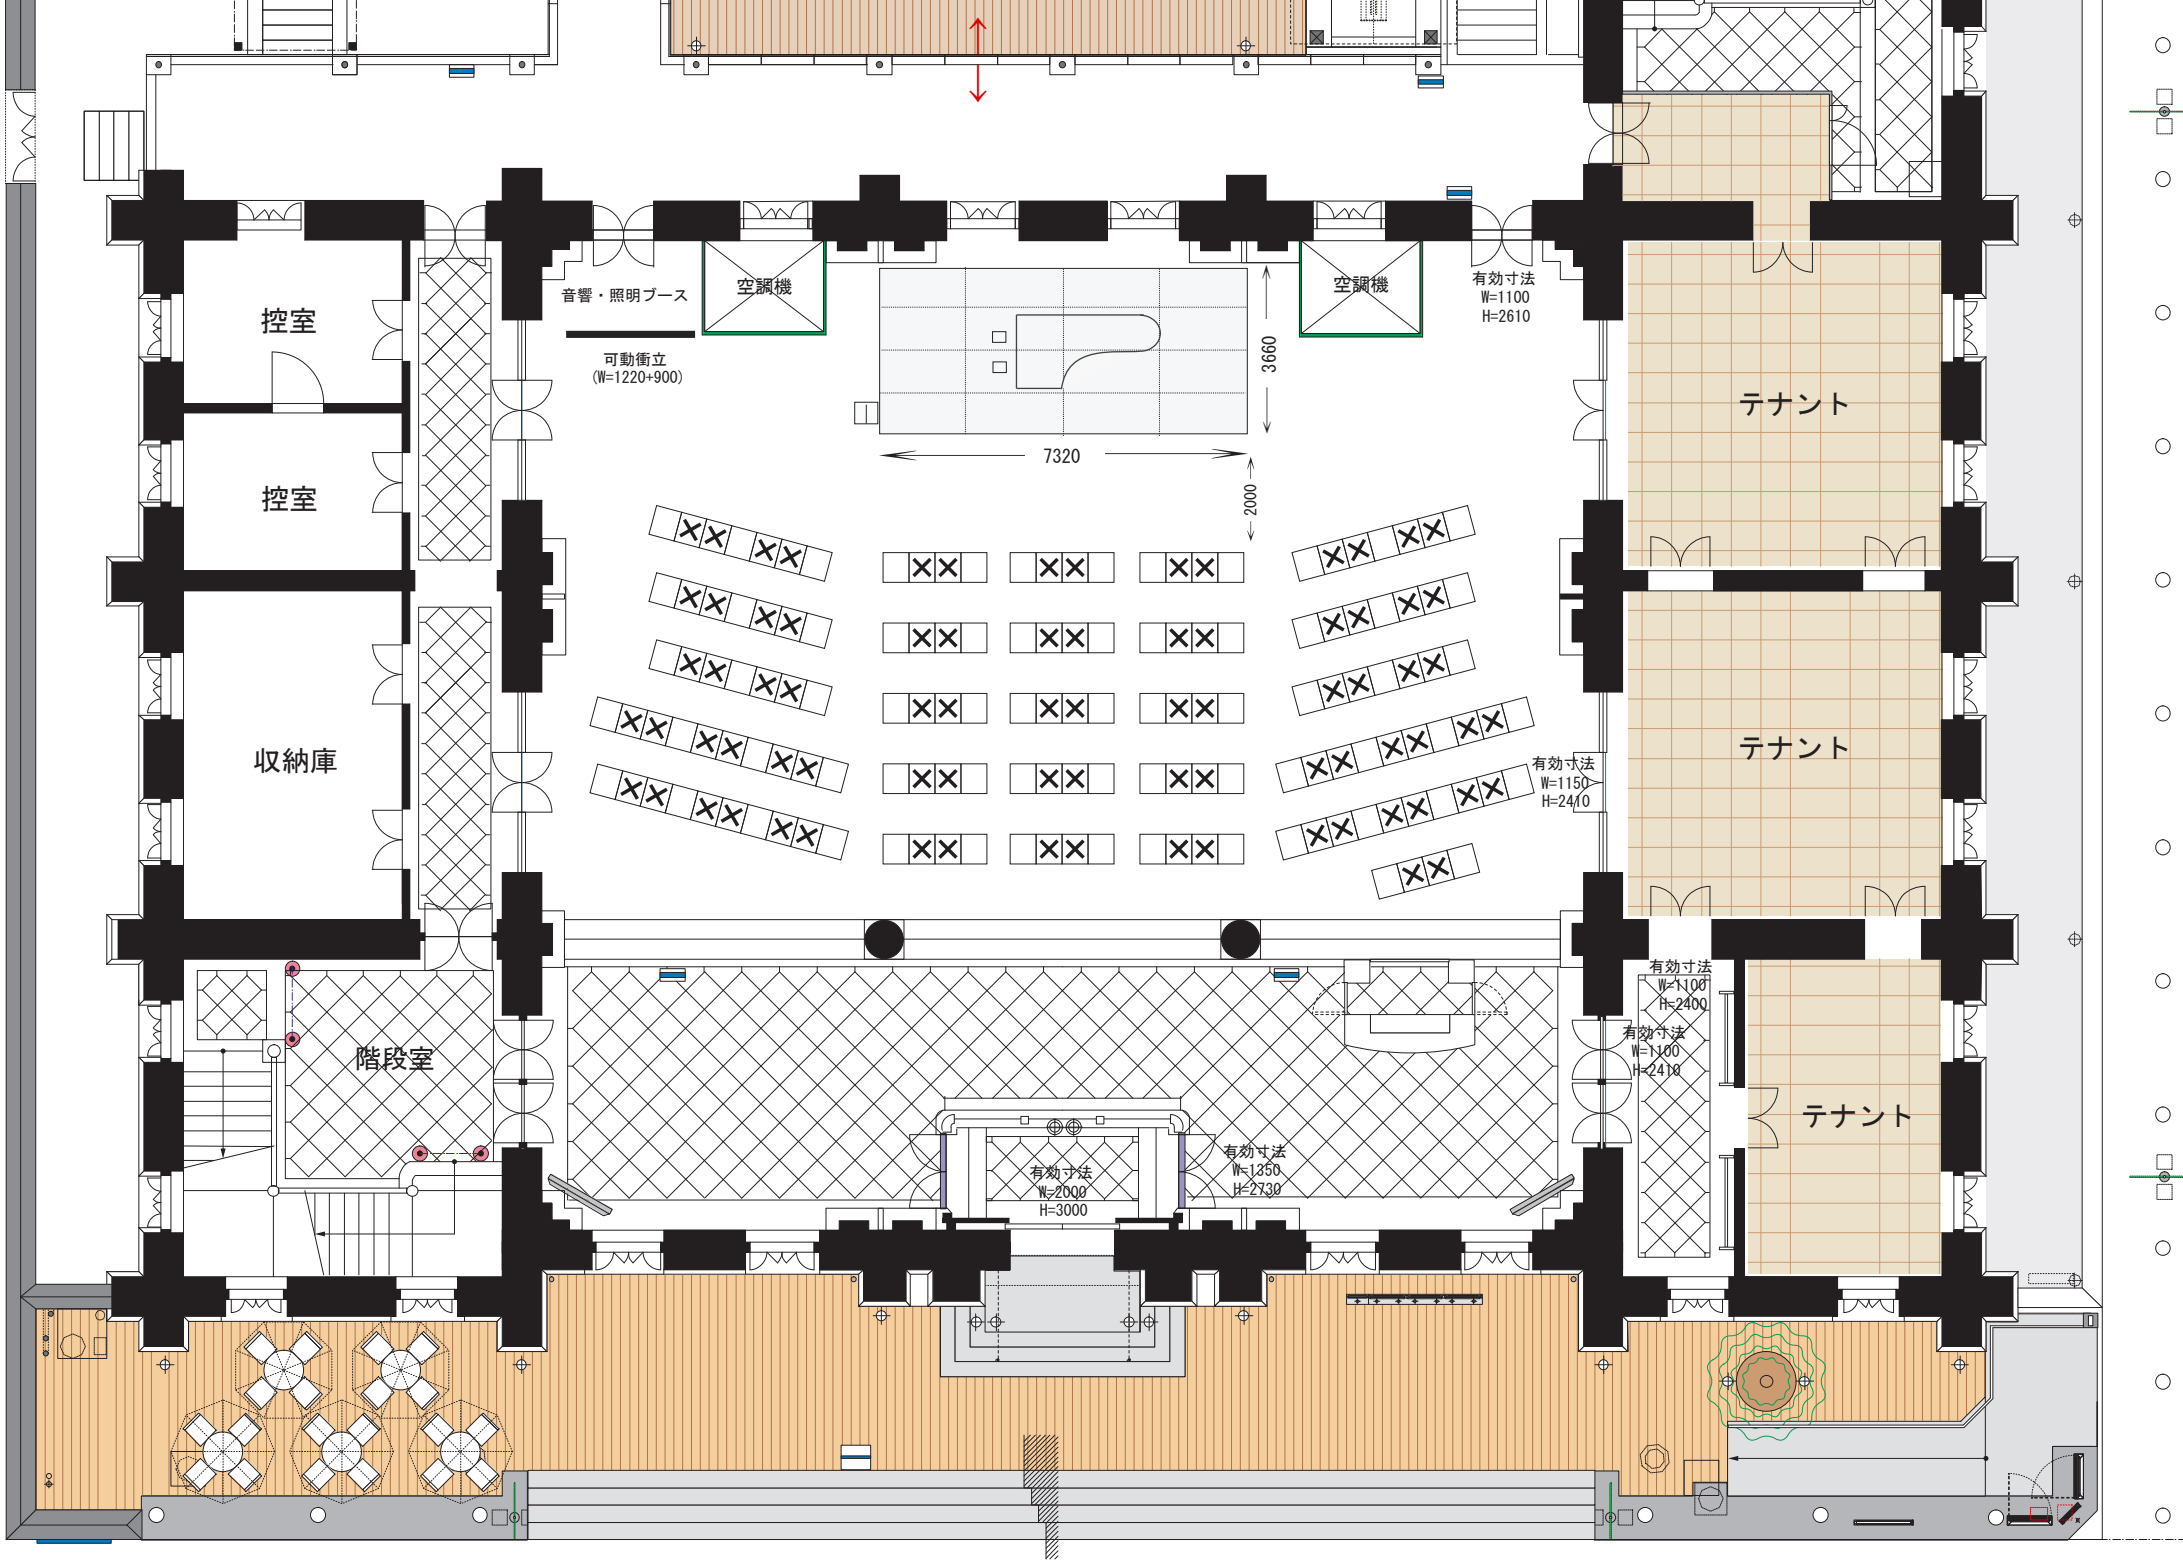 音響・照明ブース
空調機
空調機
有効寸法
W=1100
H=2610
控室
可動衝立
(W=1220+900)
3660
テナント
7320
控室
2000
収納庫
テナント
有効寸法
W=1150
H=2410
有効寸法
W=1100
H=2400
有効寸法
W=1100
H=2410
階段室
テナント
有効寸法
W=2000
H=3000
有効寸法
W=1350
H=2730